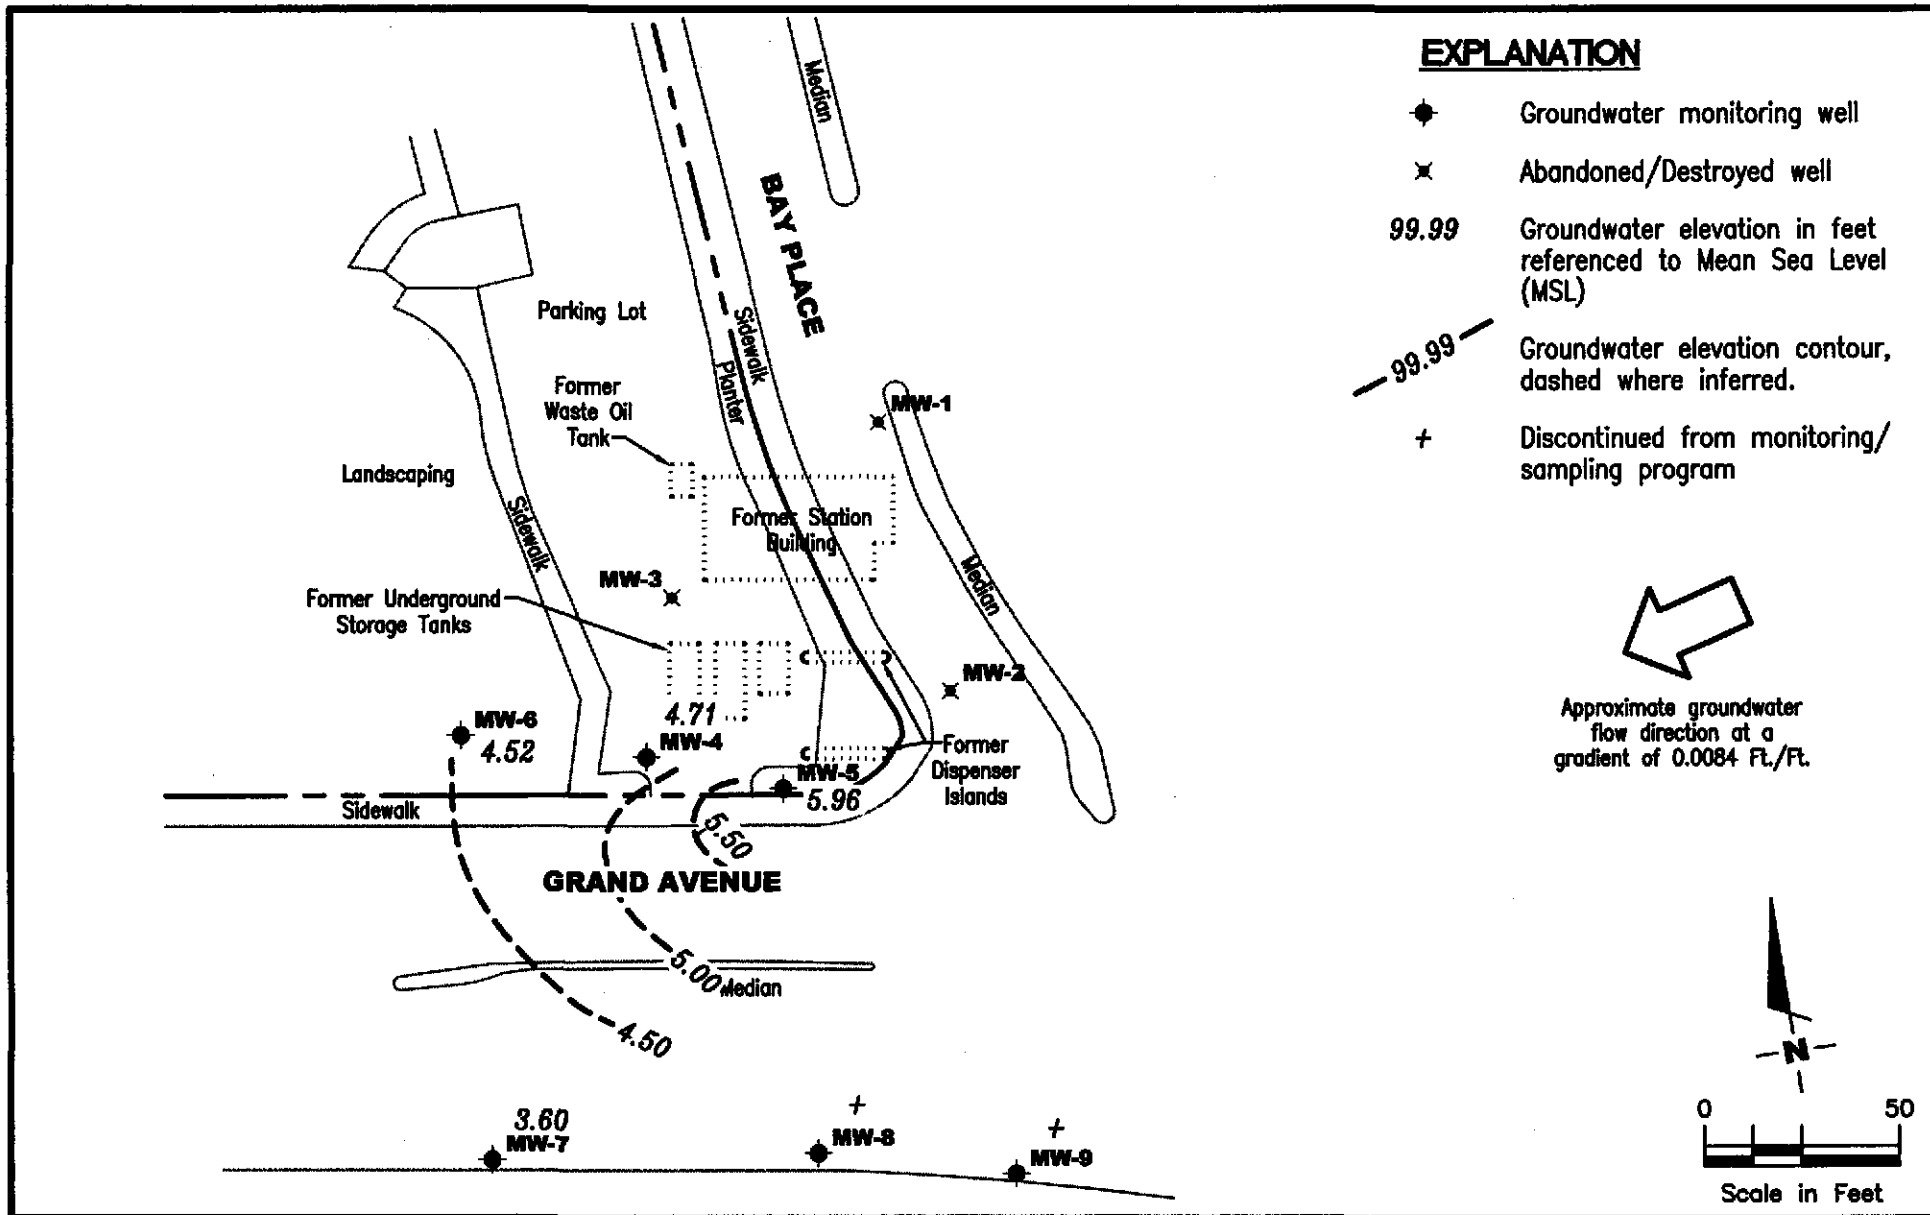 EXPLANATION
Groundwater monitoring well
Abandoned/Destroyed well
99.99
Groundwater elevation in feet
referenced to Mean Sea Level
(MSL)
99.99
Groundwater elevation contour,
dashed where inferred.
+
Discontinued from monitoring/
sampling program
Median
BAY PLACE
Parking Lot
Sidewalk
Planter
Former
Waste Oil
Tank
MW-1
Landscaping
Sidewalk
Former Station
Building
Median
MW-3
Former Underground
Storage Tanks
MW-2
MW-6
4.52
4.71
MW-4
MW-5
5.96
Former
Dispenser
Islands
Sidewalk
5.50
GRAND AVENUE
5.00
Median
4.50
3.60
MW-7
+
MW-8
+
MW-9
Approximate groundwater
flow direction at a
gradient of 0.0084 Ft./Ft.
N
0 50
Scale in Feet